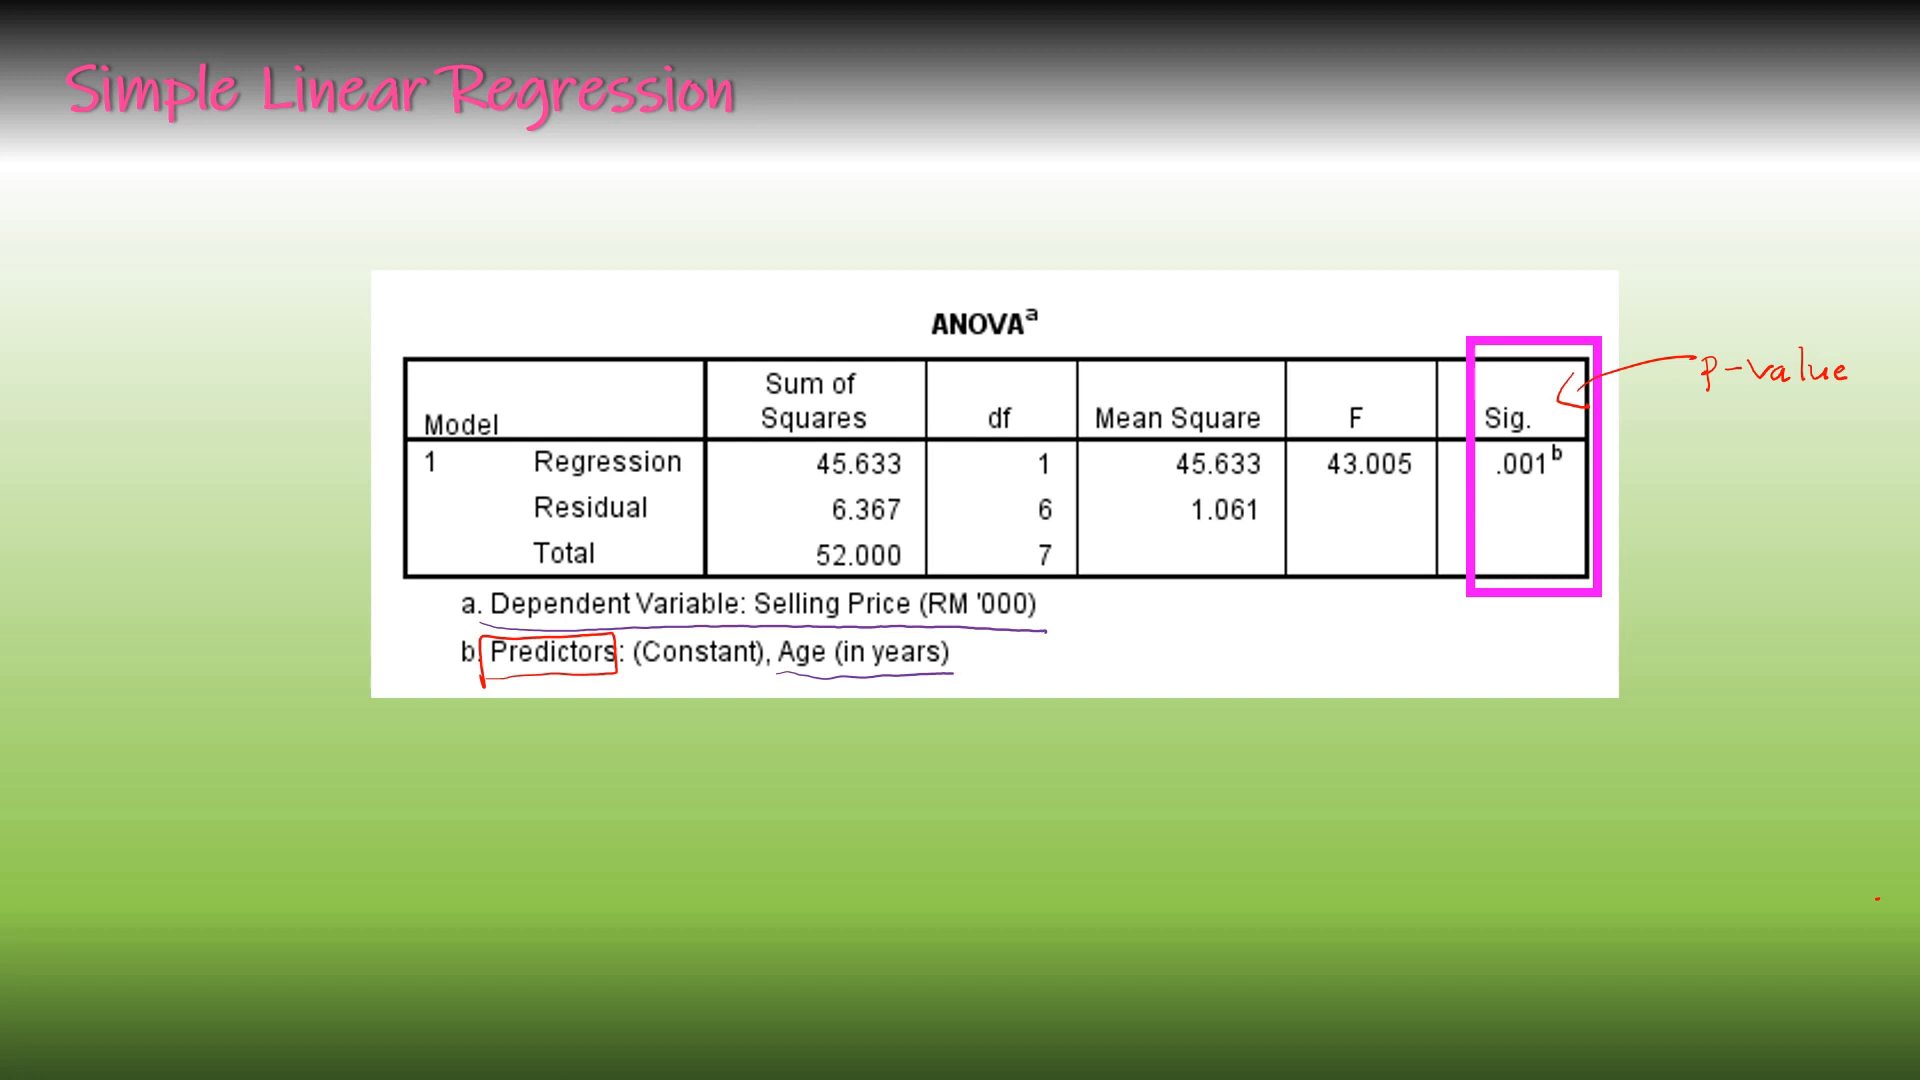 Simple Linear Regression
ANOVAa
Model Sum of Squares df Mean Square F Sig.
p-value
1 Regression 45.633 1 45.633 43.005 .001b
Residual 6.367 6 1.061
Total 52.000 7
a. Dependent Variable: Selling Price (RM '000)
b. Predictors: (Constant), Age (in years)